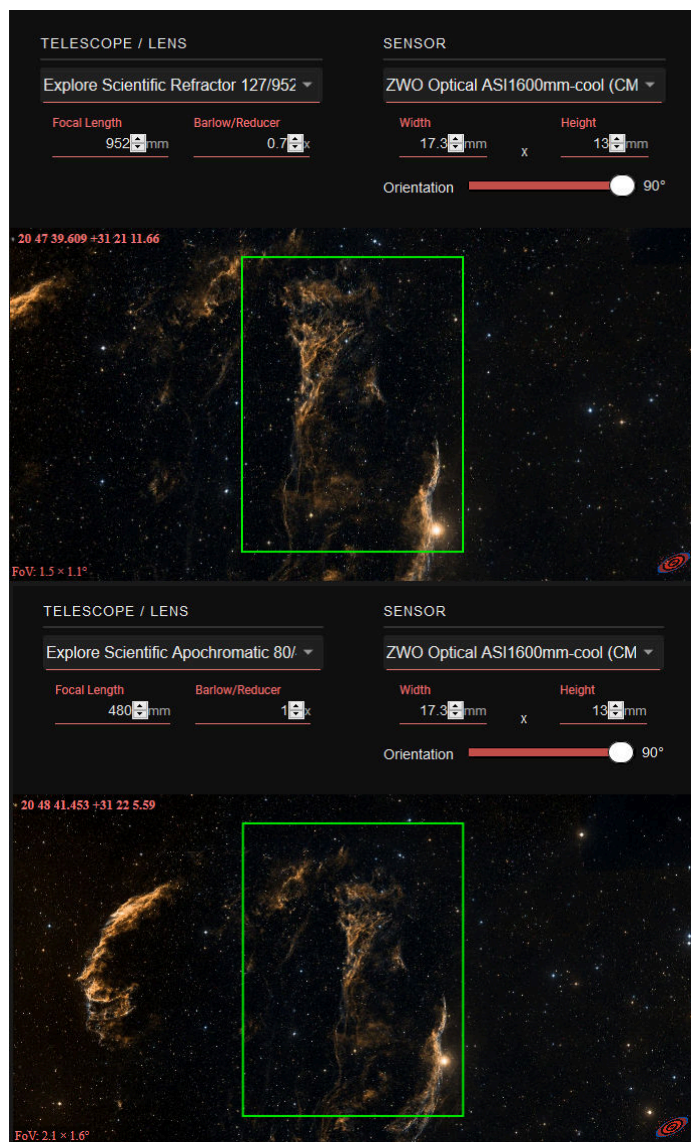 TELESCOPE / LENS SENSOR
Explore Scientific Refractor 127/952 ZWO Optical ASI1600mm-cool (CM
Focal Length Barlow/Reducer Width Height
952 mm 0.7 x 17.3 mm x 13 mm
Orientation 90°
20 47 39.609 +31 21 11.66
FoV: 1.5 × 1.1°
TELESCOPE / LENS SENSOR
Explore Scientific Apochromatic 80/ ZWO Optical ASI1600mm-cool (CM
Focal Length Barlow/Reducer Width Height
480 mm 1 x 17.3 mm x 13 mm
Orientation 90°
20 48 41.453 +31 22 5.59
FoV: 2.1 × 1.6°